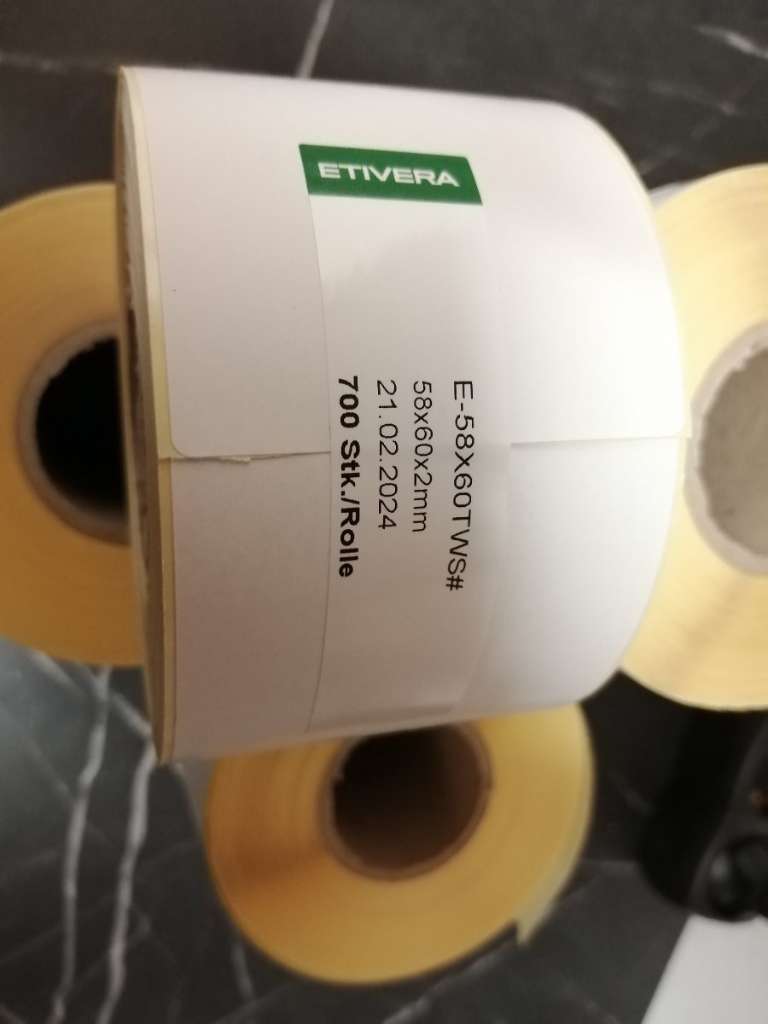 ETIVERA
E-58X60TWS#
58x60x2mm
21.02.2024
700 Stk./Rolle